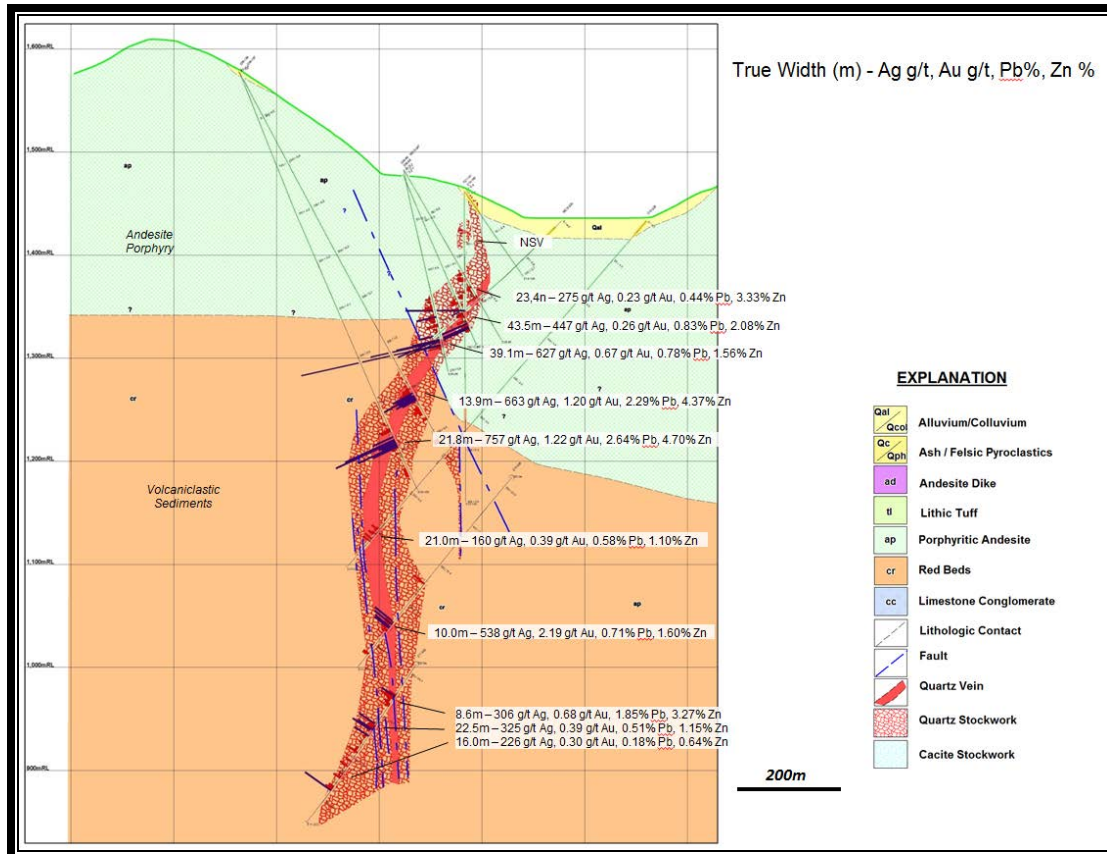 True Width (m) - Ag g/t, Au g/t, Pb%, Zn %
1,600mRL
1,500mRL
1,400mRL
1,300mRL
1,200mRL
1,100mRL
1,000mRL
900mRL
ap
ap
?
Qal
Andesite
Porphyry
NSV
?
?
23,4n – 275 g/t Ag, 0.23 g/t Au, 0.44% Pb, 3.33% Zn
ap
43.5m – 447 g/t Ag, 0.26 g/t Au, 0.83% Pb, 2.08% Zn
39.1m – 627 g/t Ag, 0.67 g/t Au, 0.78% Pb, 1.56% Zn
?
cr
cr
13.9m – 663 g/t Ag, 1.20 g/t Au, 2.29% Pb, 4.37% Zn
?
21.8m – 757 g/t Ag, 1.22 g/t Au, 2.64% Pb, 4.70% Zn
Volcaniclastic
Sediments
21.0m – 160 g/t Ag, 0.39 g/t Au, 0.58% Pb, 1.10% Zn
cr
ap
10.0m – 538 g/t Ag, 2.19 g/t Au, 0.71% Pb, 1.60% Zn
8.6m – 306 g/t Ag, 0.68 g/t Au, 1.85% Pb, 3.27% Zn
22.5m – 325 g/t Ag, 0.39 g/t Au, 0.51% Pb, 1.15% Zn
16.0m – 226 g/t Ag, 0.30 g/t Au, 0.18% Pb, 0.64% Zn
200m
EXPLANATION
Qal Qcol Alluvium/Colluvium
Qc Qph Ash / Felsic Pyroclastics
ad Andesite Dike
tl Lithic Tuff
ap Porphyritic Andesite
cr Red Beds
cc Limestone Conglomerate
Lithologic Contact
Fault
Quartz Vein
Quartz Stockwork
Cacite Stockwork